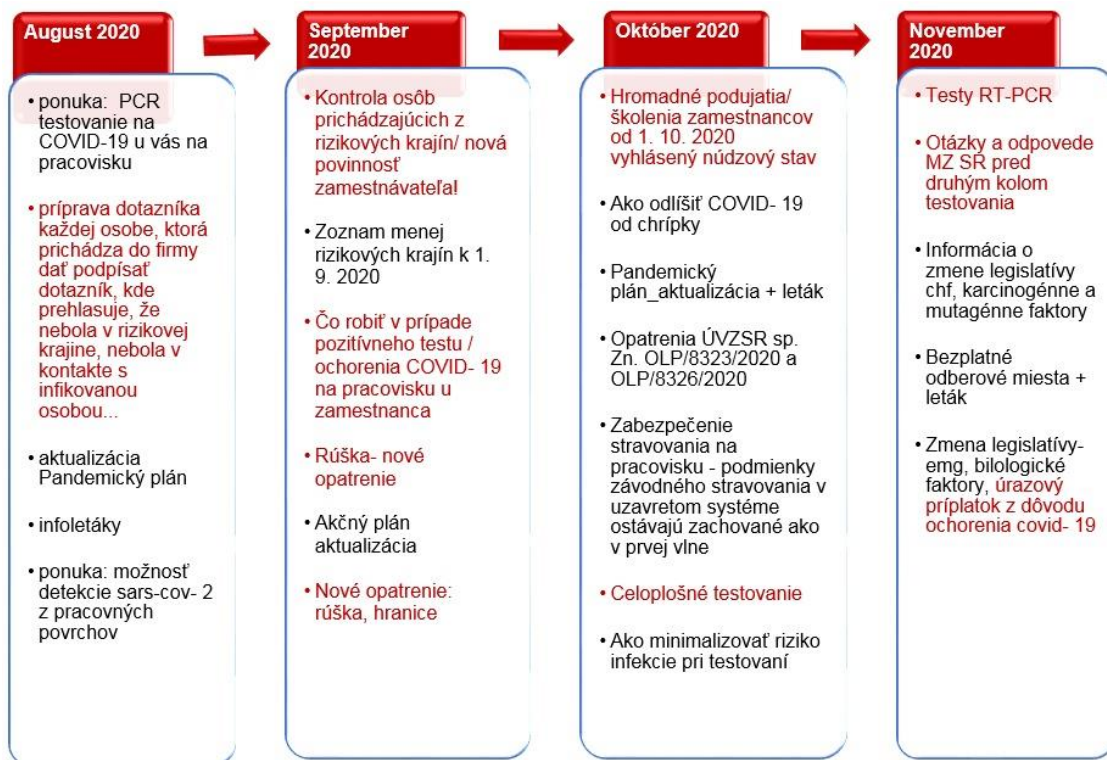 August 2020
• ponuka:  PCR
testovanie na
COVID-19 u vás na
pracovisku
• príprava dotazníka
každej osobe, ktorá
prichádza do firmy
dať podpísať
dotazník, kde
prehlasuje, že
nebola v rizikovej
krajine, nebola v
kontakte s
infikovanou
osobou...
• aktualizácia
Pandemický plán
• infoletáky
• ponuka: možnosť
detekcie sars-cov- 2
z pracovných
povrchov
September
2020
• Kontrola osôb
prichádzajúcich z
rizikových krajín/ nová
povinnosť
zamestnávateľa!
• Zoznam menej
rizikových krajín k 1.
9. 2020
• Čo robiť v prípade
pozitívneho testu /
ochorenia COVID- 19
na pracovisku u
zamestnanca
• Rúška- nové
opatrenie
• Akčný plán
aktualizácia
• Nové opatrenie:
rúška, hranice
Október 2020
• Hromadné podujatia/
školenia zamestnancov
od 1. 10. 2020
vyhlásený núdzový stav
• Ako odlíšiť COVID- 19
od chrípky
• Pandemický
plán_aktualizácia + leták
• Opatrenia ÚVZSR sp.
Zn. OLP/8323/2020 a
OLP/8326/2020
• Zabezpečenie
stravovania na
pracovisku - podmienky
závodného stravovania v
uzavretom systéme
ostávajú zachované ako
v prvej vlne
• Celoplošné testovanie
• Ako minimalizovať riziko
infekcie pri testovaní
November
2020
• Testy RT-PCR
• Otázky a odpovede
MZ SR pred
druhým kolom
testovania
• Informácia o
zmene legislatívy
chf, karcinogénne a
mutagénne faktory
• Bezplatné
odberové miesta +
leták
• Zmena legislatívy-
emg, bilologické
faktory, úrazový
príplatok z dôvodu
ochorenia covid- 19